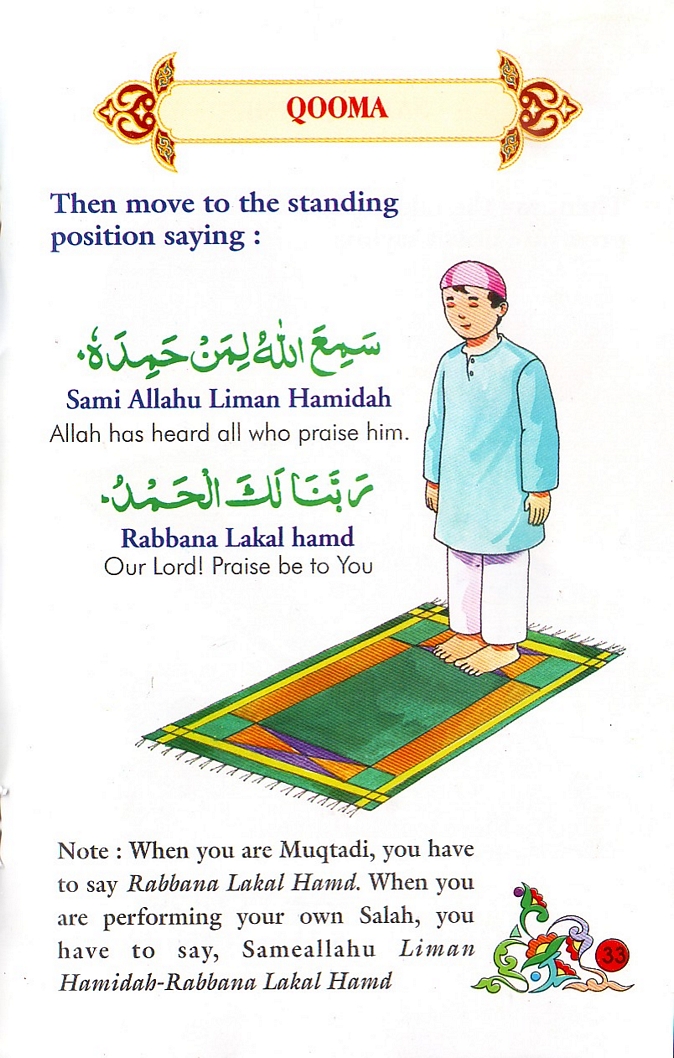 QOOMA
Then move to the standing
position saying :
سَمِعَ اللهُ لِمَنْ حَمِدَهٗ.
Sami Allahu Liman Hamidah
Allah has heard all who praise him.
رَبَّنَا لَكَ الْحَمْدُ.
Rabbana Lakal hamd
Our Lord! Praise be to You
Note : When you are Muqtadi, you have
to say Rabbana Lakal Hamd. When you
are performing your own Salah, you
have to say, Sameallahu Liman
Hamidah-Rabbana Lakal Hamd
33